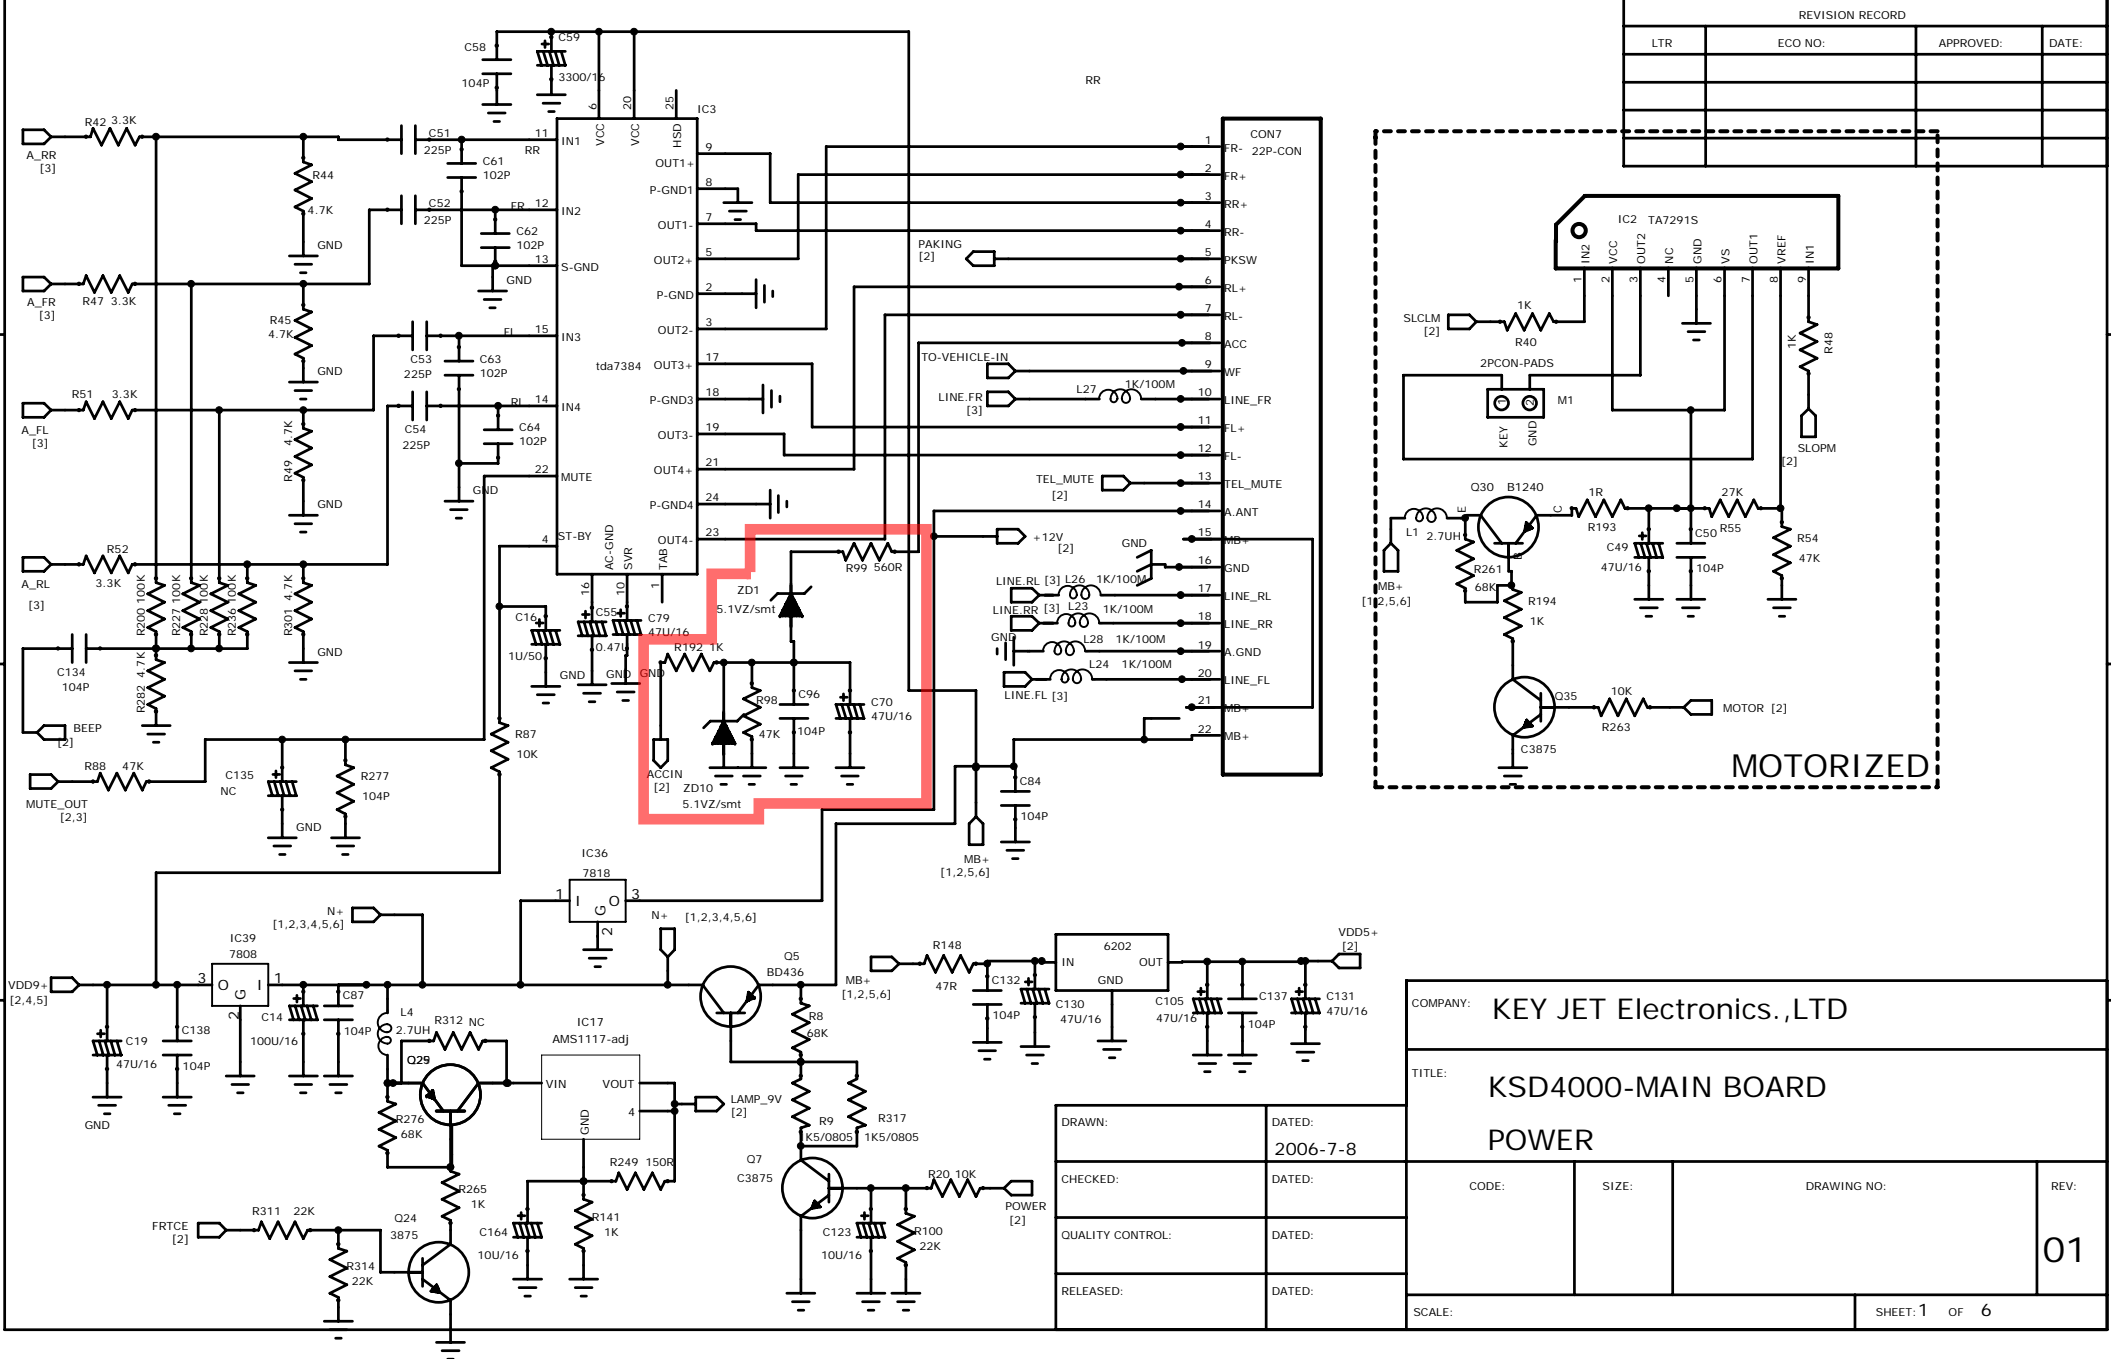 REVISION RECORD
LTR
ECO NO:
APPROVED:
DATE:
C58
104P
C59
3300/16
RR
6
20
25
VCC
VCC
HSD
IC3
A_RR
[3]
R42 3.3K
R44
4.7K
GND
C51
225P
C61
102P
11
RR
IN1
C52
225P
FR
12
IN2
C62
102P
13
S-GND
GND
A_FR
[3]
R47 3.3K
R45
4.7K
GND
C53
225P
C63
102P
FL
15
IN3
A_FL
[3]
R51 3.3K
R49 4.7K
GND
C54
225P
C64
102P
RL
14
IN4
22
MUTE
GND
A_RL
[3]
R52
3.3K
4
ST-BY
tda7384
OUT1+
9
P-GND1
8
OUT1-
7
OUT2+
5
P-GND
2
OUT2-
3
OUT3+
17
P-GND3
18
OUT3-
19
OUT4+
21
P-GND4
24
OUT4-
23
AC-GND
SVR
TAB
16
10
1
R200 100K
R227 100K
R228 100K
R236 100K
R301 4.7K
GND
C134
104P
R282 4.7K
BEEP
[2]
C16
1U/50
C55
0.47U
C79
47U/16
GND
GND
GND
R87
10K
R88 47K
MUTE_OUT
[2,3]
C135
NC
GND
R277
104P
ZD1
5.1VZ/smt
R99 560R
R192 1K
R98
47K
C96
104P
C70
47U/16
ACCIN
[2]
ZD10
5.1VZ/smt
CON7
22P-CON
1
FR-
2
FR+
3
RR+
4
RR-
PAKING
[2]
5
PKSW
6
RL+
7
RL-
8
ACC
TO-VEHICLE-IN
9
WF
LINE.FR
[3]
L27
1K/100M
10
LINE_FR
11
FL+
12
FL-
TEL_MUTE
[2]
13
TEL_MUTE
14
A.ANT
+12V
[2]
15
MB+
GND
16
GND
LINE.RL [3] L26 1K/100M
17
LINE_RL
LINE.RR [3] L23 1K/100M
18
LINE_RR
GND
L28 1K/100M
19
A.GND
L24 1K/100M
LINE.FL [3]
20
LINE_FL
21
MB+
22
MB+
C84
104P
MB+
[1,2,5,6]
IC2 TA7291S
IN2
VCC
OUT2
NC
GND
VS
OUT1
VREF
IN1
1
2
3
4
5
6
7
8
9
SLCLM
[2]
1K
R40
1K
R48
2PCON-PADS
1
2
M1
KEY
GND
SLOPM
[2]
Q30 B1240
E
C
B
L1
2.7UH
MB+
[1,2,5,6]
R261
68K
1R
R193
C49
47U/16
C50
104P
27K
R55
R54
47K
R194
1K
Q35
C3875
10K
R263
MOTOR [2]
MOTORIZED
IC36
7818
1
I
G
O
3
2
N+
[1,2,3,4,5,6]
N+
[1,2,3,4,5,6]
IC39
7808
3
O
G
I
1
2
VDD9+
[2,4,5]
C19
47U/16
GND
C138
104P
C14
100U/16
C87
104P
L4
2.7UH
R312 NC
R276
68K
IC17
AMS1117-adj
VIN
VOUT
4
GND
LAMP_9V
[2]
R249 150R
R265
1K
C164
10U/16
R141
1K
FRTCE
[2]
R311 22K
R314
22K
Q24
3875
Q5
BD436
R8
68K
R9
1K5/0805
R317
1K5/0805
Q7
C3875
C123
10U/16
R100
22K
R20 10K
POWER
[2]
MB+
[1,2,5,6]
R148
47R
C132
104P
C130
47U/16
6202
IN
OUT
GND
C105
47U/16
C137
104P
C131
47U/16
VDD5+
[2]
COMPANY:
KEY JET Electronics.,LTD
TITLE:
KSD4000-MAIN BOARD
POWER
DRAWN:
DATED:
2006-7-8
CHECKED:
DATED:
QUALITY CONTROL:
DATED:
RELEASED:
DATED:
CODE:
SIZE:
DRAWING NO:
REV:
01
SCALE:
SHEET: 1 OF 6